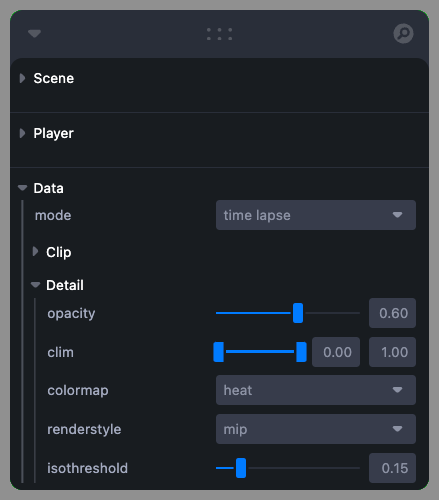 Scene
Player
Data
mode time lapse
Clip
Detail
opacity 0.60
clim 0.00 1.00
colormap heat
renderstyle mip
isothreshold 0.15